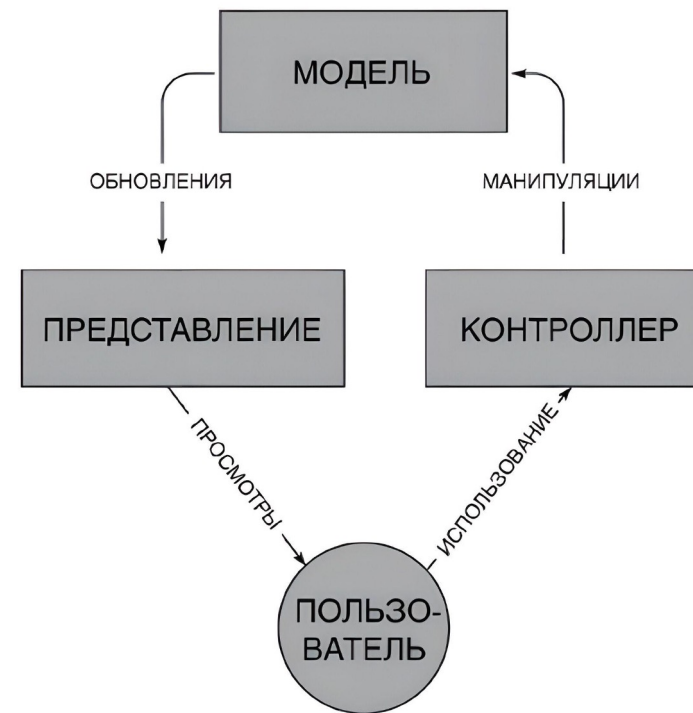 МОДЕЛЬ
ОБНОВЛЕНИЯ
МАНИПУЛЯЦИИ
ПРЕДСТАВЛЕНИЕ
КОНТРОЛЛЕР
ПРОСМОТРЫ
ИСПОЛЬЗОВАНИЕ
ПОЛЬЗО-
ВАТЕЛЬ